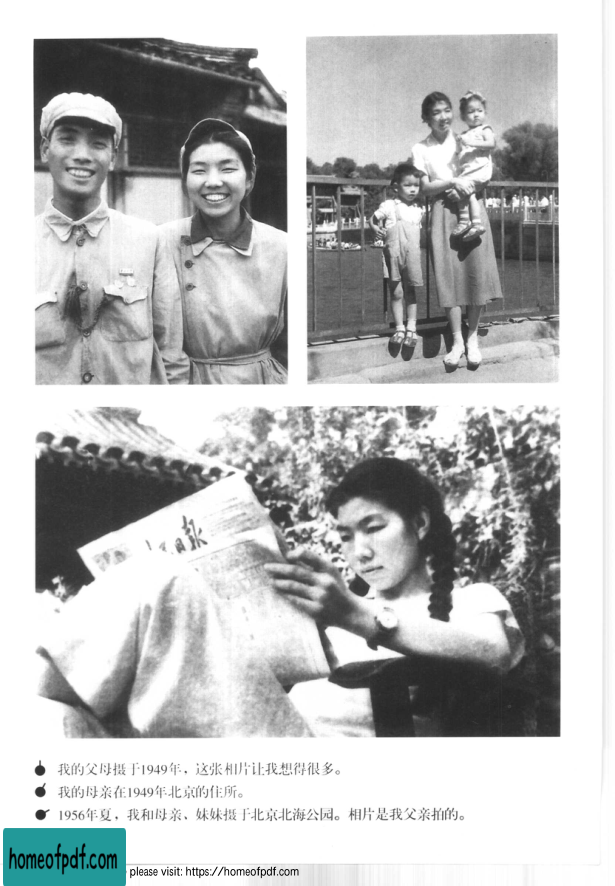 日报
我的父母摄于1949年，这张相片让我想得很多。
我的母亲在1949年北京的住所。
1956年夏，我和母亲、妹妹摄于北京北海公园。相片是我父亲拍的。
homeofpdf.com
please visit: https://homeofpdf.com